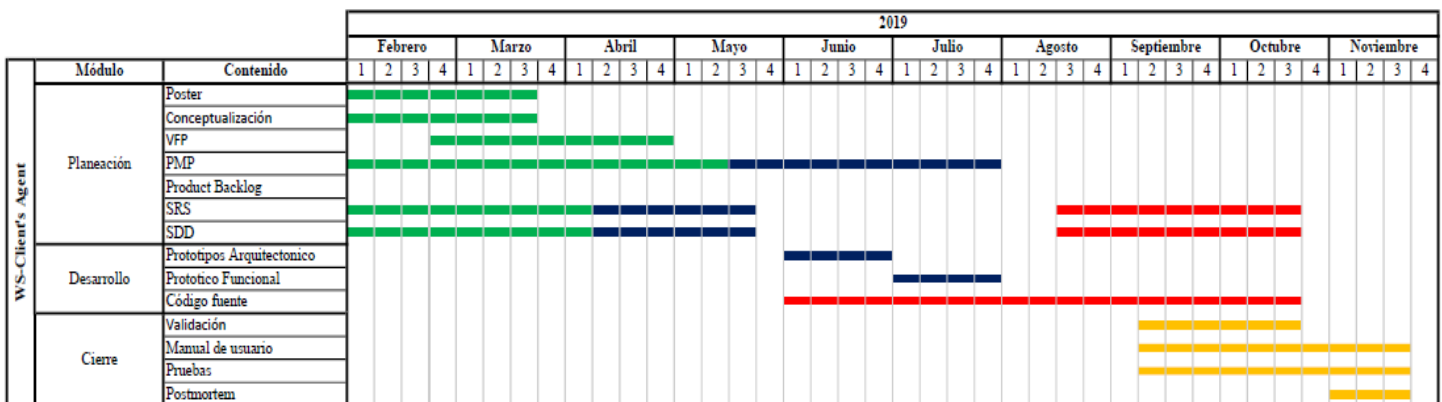 2019
Febrero Marzo Abril Mayo Junio Julio Agosto Septiembre Octubre Noviembre
Módulo Contenido 1 2 3 4 1 2 3 4 1 2 3 4 1 2 3 4 1 2 3 4 1 2 3 4 1 2 3 4 1 2 3 4 1 2 3 4 1 2 3 4
WS-Client's Agent
Planeación
Poster
Conceptualización
VFP
PMP
Product Backlog
SRS
SDD
Desarrollo
Prototipos Arquitectonico
Prototico Funcional
Código fuente
Cierre
Validación
Manual de usuario
Pruebas
Postmortem